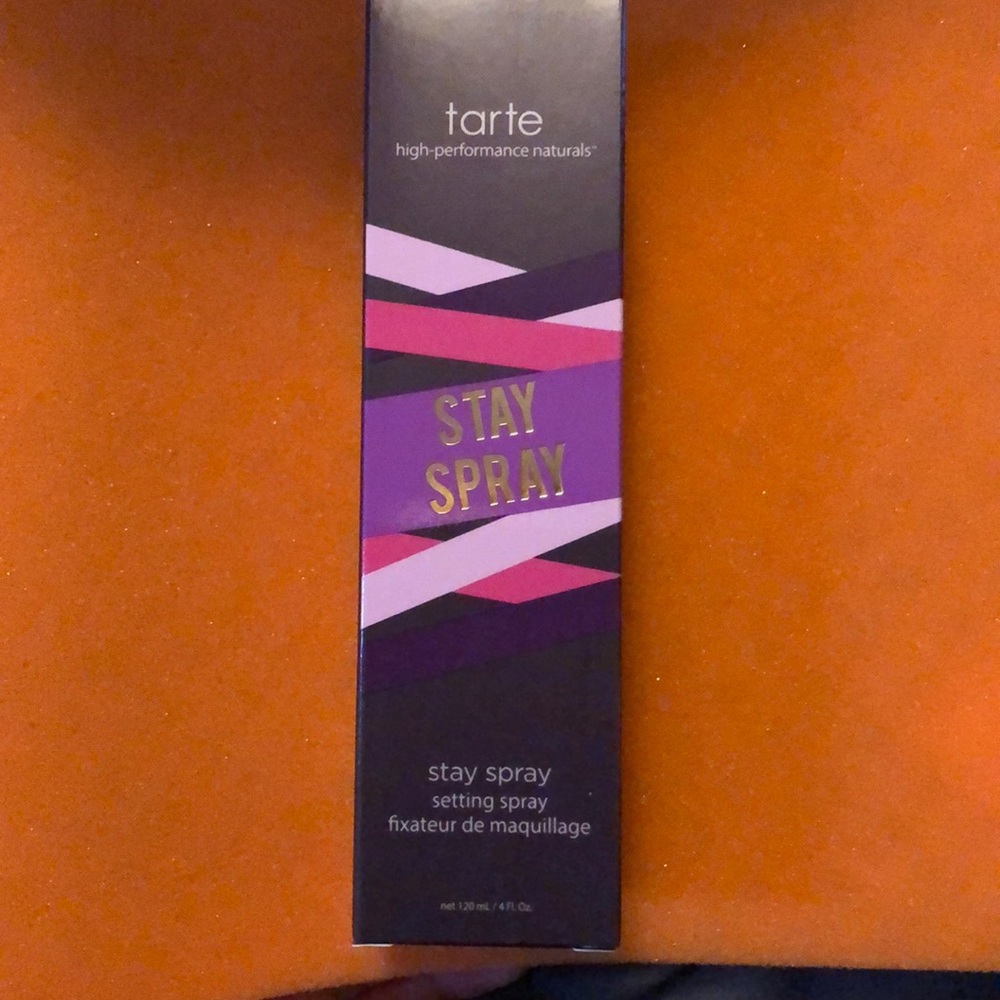 tarte
high-performance naturals™
STAY
SPRAY
stay spray
setting spray
fixateur de maquillage
net 120 mL / 4 Fl. Oz.